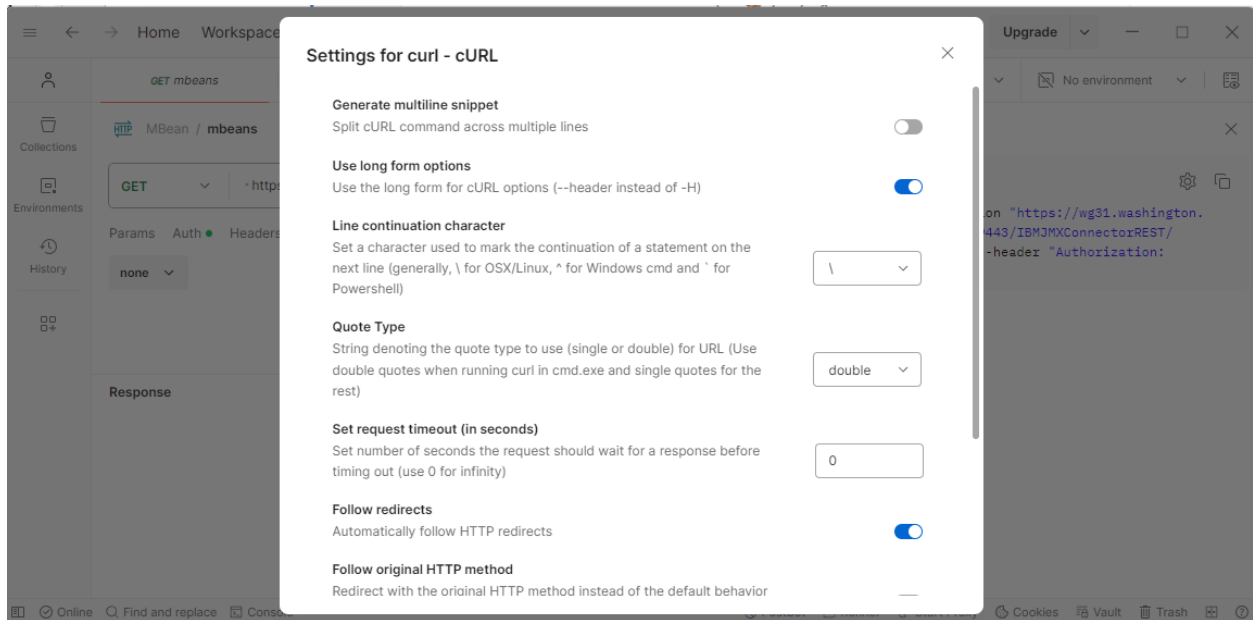 Home Workspace
Upgrade
GET mbeans
No environment
Collections
HTTP MBean / mbeans
Environments
GET
https
Params Auth Headers
History
none
Response
on "https://wg31.washington.
443/IBMJMXConnectorREST/
-header "Authorization:
Settings for curl - cURL
Generate multiline snippet
Split cURL command across multiple lines
Use long form options
Use the long form for cURL options (--header instead of -H)
Line continuation character
Set a character used to mark the continuation of a statement on the
next line (generally, \ for OSX/Linux, ^ for Windows cmd and ` for
Powershell)
\
Quote Type
String denoting the quote type to use (single or double) for URL (Use
double quotes when running curl in cmd.exe and single quotes for the
rest)
double
Set request timeout (in seconds)
Set number of seconds the request should wait for a response before
timing out (use 0 for infinity)
0
Follow redirects
Automatically follow HTTP redirects
Follow original HTTP method
Redirect with the original HTTP method instead of the default behavior
Online Find and replace Conso
Cookies Vault Trash